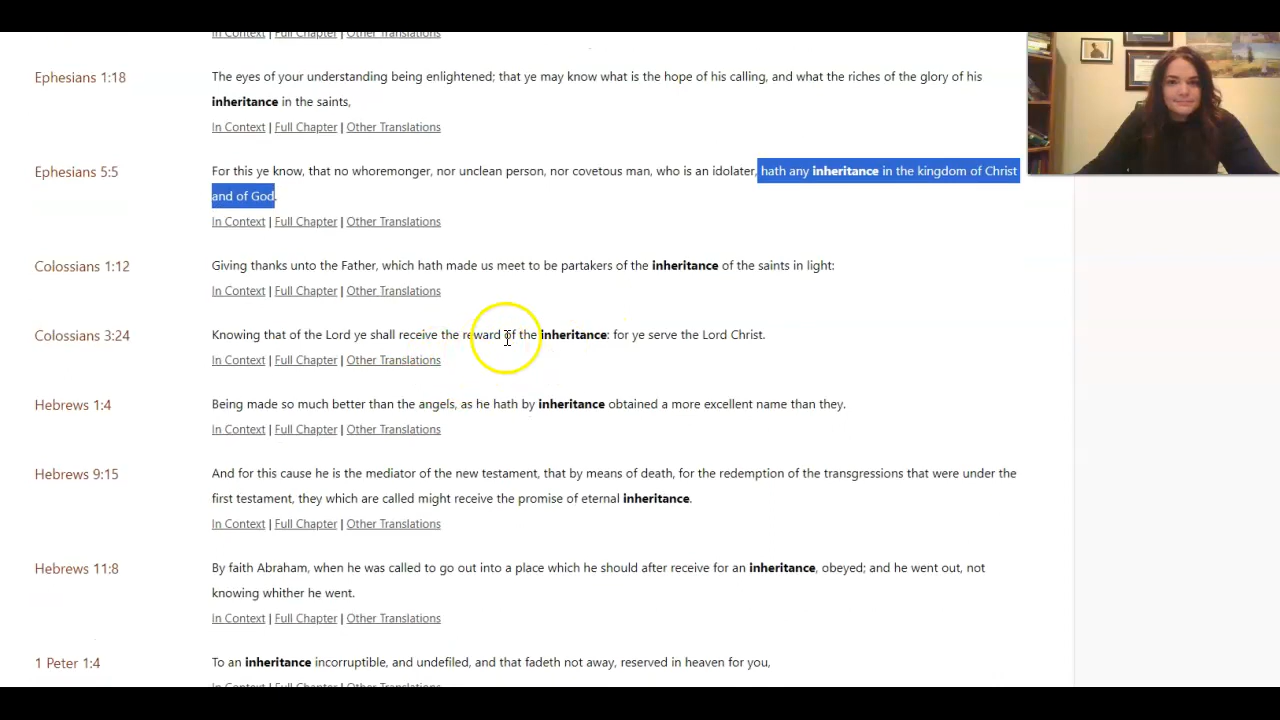 In Context | Full Chapter | Other Translations
Ephesians 1:18
The eyes of your understanding being enlightened; that ye may know what is the hope of his calling, and what the riches of the glory of his
inheritance in the saints,
In Context | Full Chapter | Other Translations
Ephesians 5:5
For this ye know, that no whoremonger, nor unclean person, nor covetous man, who is an idolater, hath any inheritance in the kingdom of Christ
and of God.
In Context | Full Chapter | Other Translations
Colossians 1:12
Giving thanks unto the Father, which hath made us meet to be partakers of the inheritance of the saints in light:
In Context | Full Chapter | Other Translations
Colossians 3:24
Knowing that of the Lord ye shall receive the reward of the inheritance: for ye serve the Lord Christ.
In Context | Full Chapter | Other Translations
Hebrews 1:4
Being made so much better than the angels, as he hath by inheritance obtained a more excellent name than they.
In Context | Full Chapter | Other Translations
Hebrews 9:15
And for this cause he is the mediator of the new testament, that by means of death, for the redemption of the transgressions that were under the
first testament, they which are called might receive the promise of eternal inheritance.
In Context | Full Chapter | Other Translations
Hebrews 11:8
By faith Abraham, when he was called to go out into a place which he should after receive for an inheritance, obeyed; and he went out, not
knowing whither he went.
In Context | Full Chapter | Other Translations
1 Peter 1:4
To an inheritance incorruptible, and undefiled, and that fadeth not away, reserved in heaven for you,
In Context | Full Chapter | Other Translations